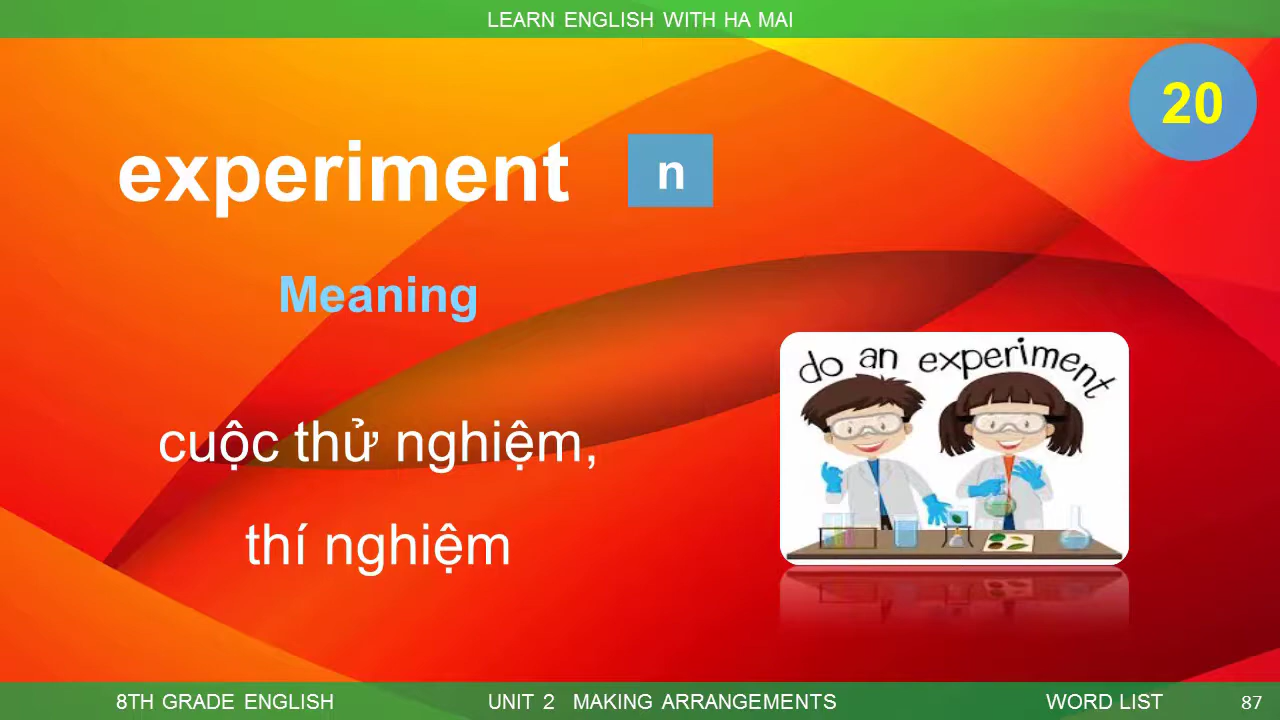 LEARN ENGLISH WITH HA MAI
20
experiment n
Meaning
cuộc thử nghiệm,
thí nghiệm
do an experiment
8TH GRADE ENGLISH UNIT 2 MAKING ARRANGEMENTS WORD LIST 87